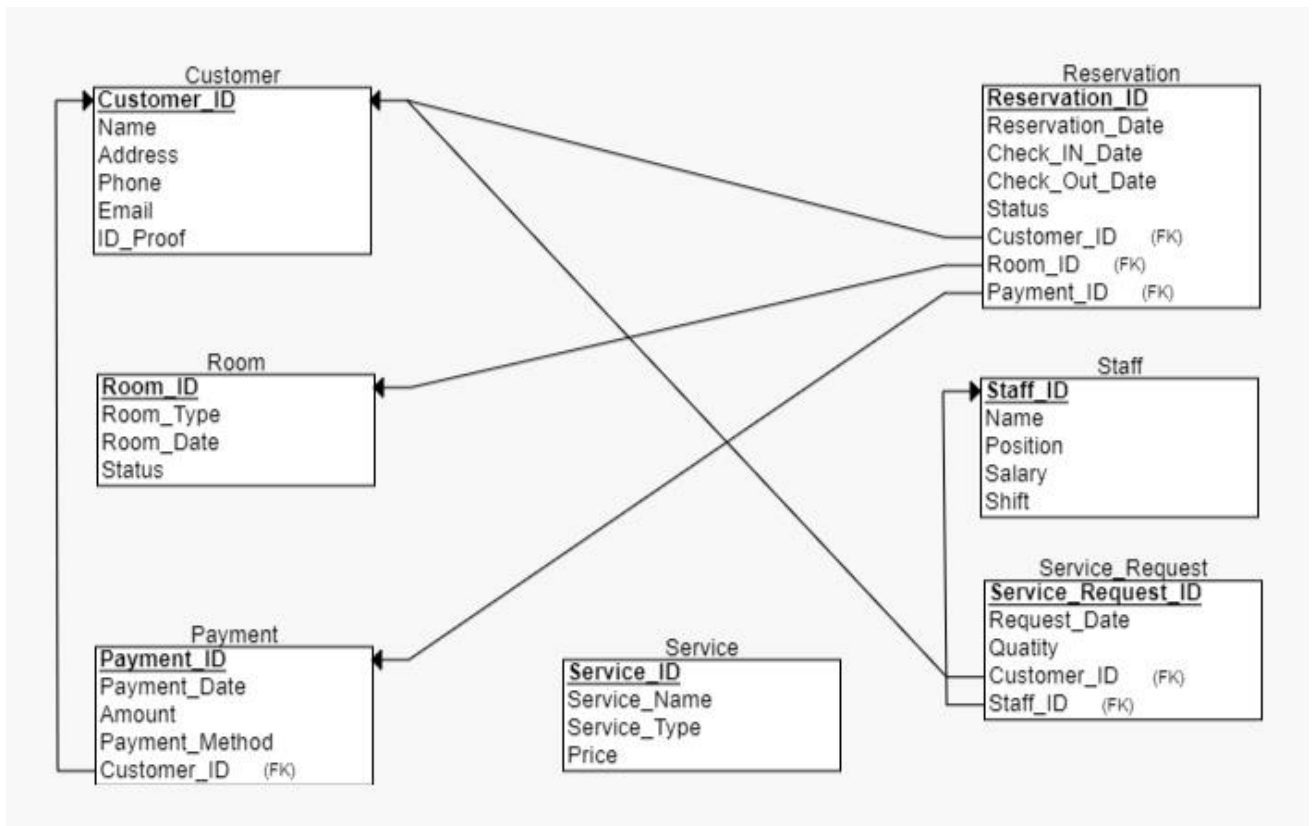 Customer
Customer_ID
Name
Address
Phone
Email
ID_Proof
Reservation
Reservation_ID
Reservation_Date
Check_IN_Date
Check_Out_Date
Status
Customer_ID (FK)
Room_ID (FK)
Payment_ID (FK)
Room
Room_ID
Room_Type
Room_Date
Status
Staff
Staff_ID
Name
Position
Salary
Shift
Payment
Payment_ID
Payment_Date
Amount
Payment_Method
Customer_ID (FK)
Service
Service_ID
Service_Name
Service_Type
Price
Service_Request
Service_Request_ID
Request_Date
Quatity
Customer_ID (FK)
Staff_ID (FK)